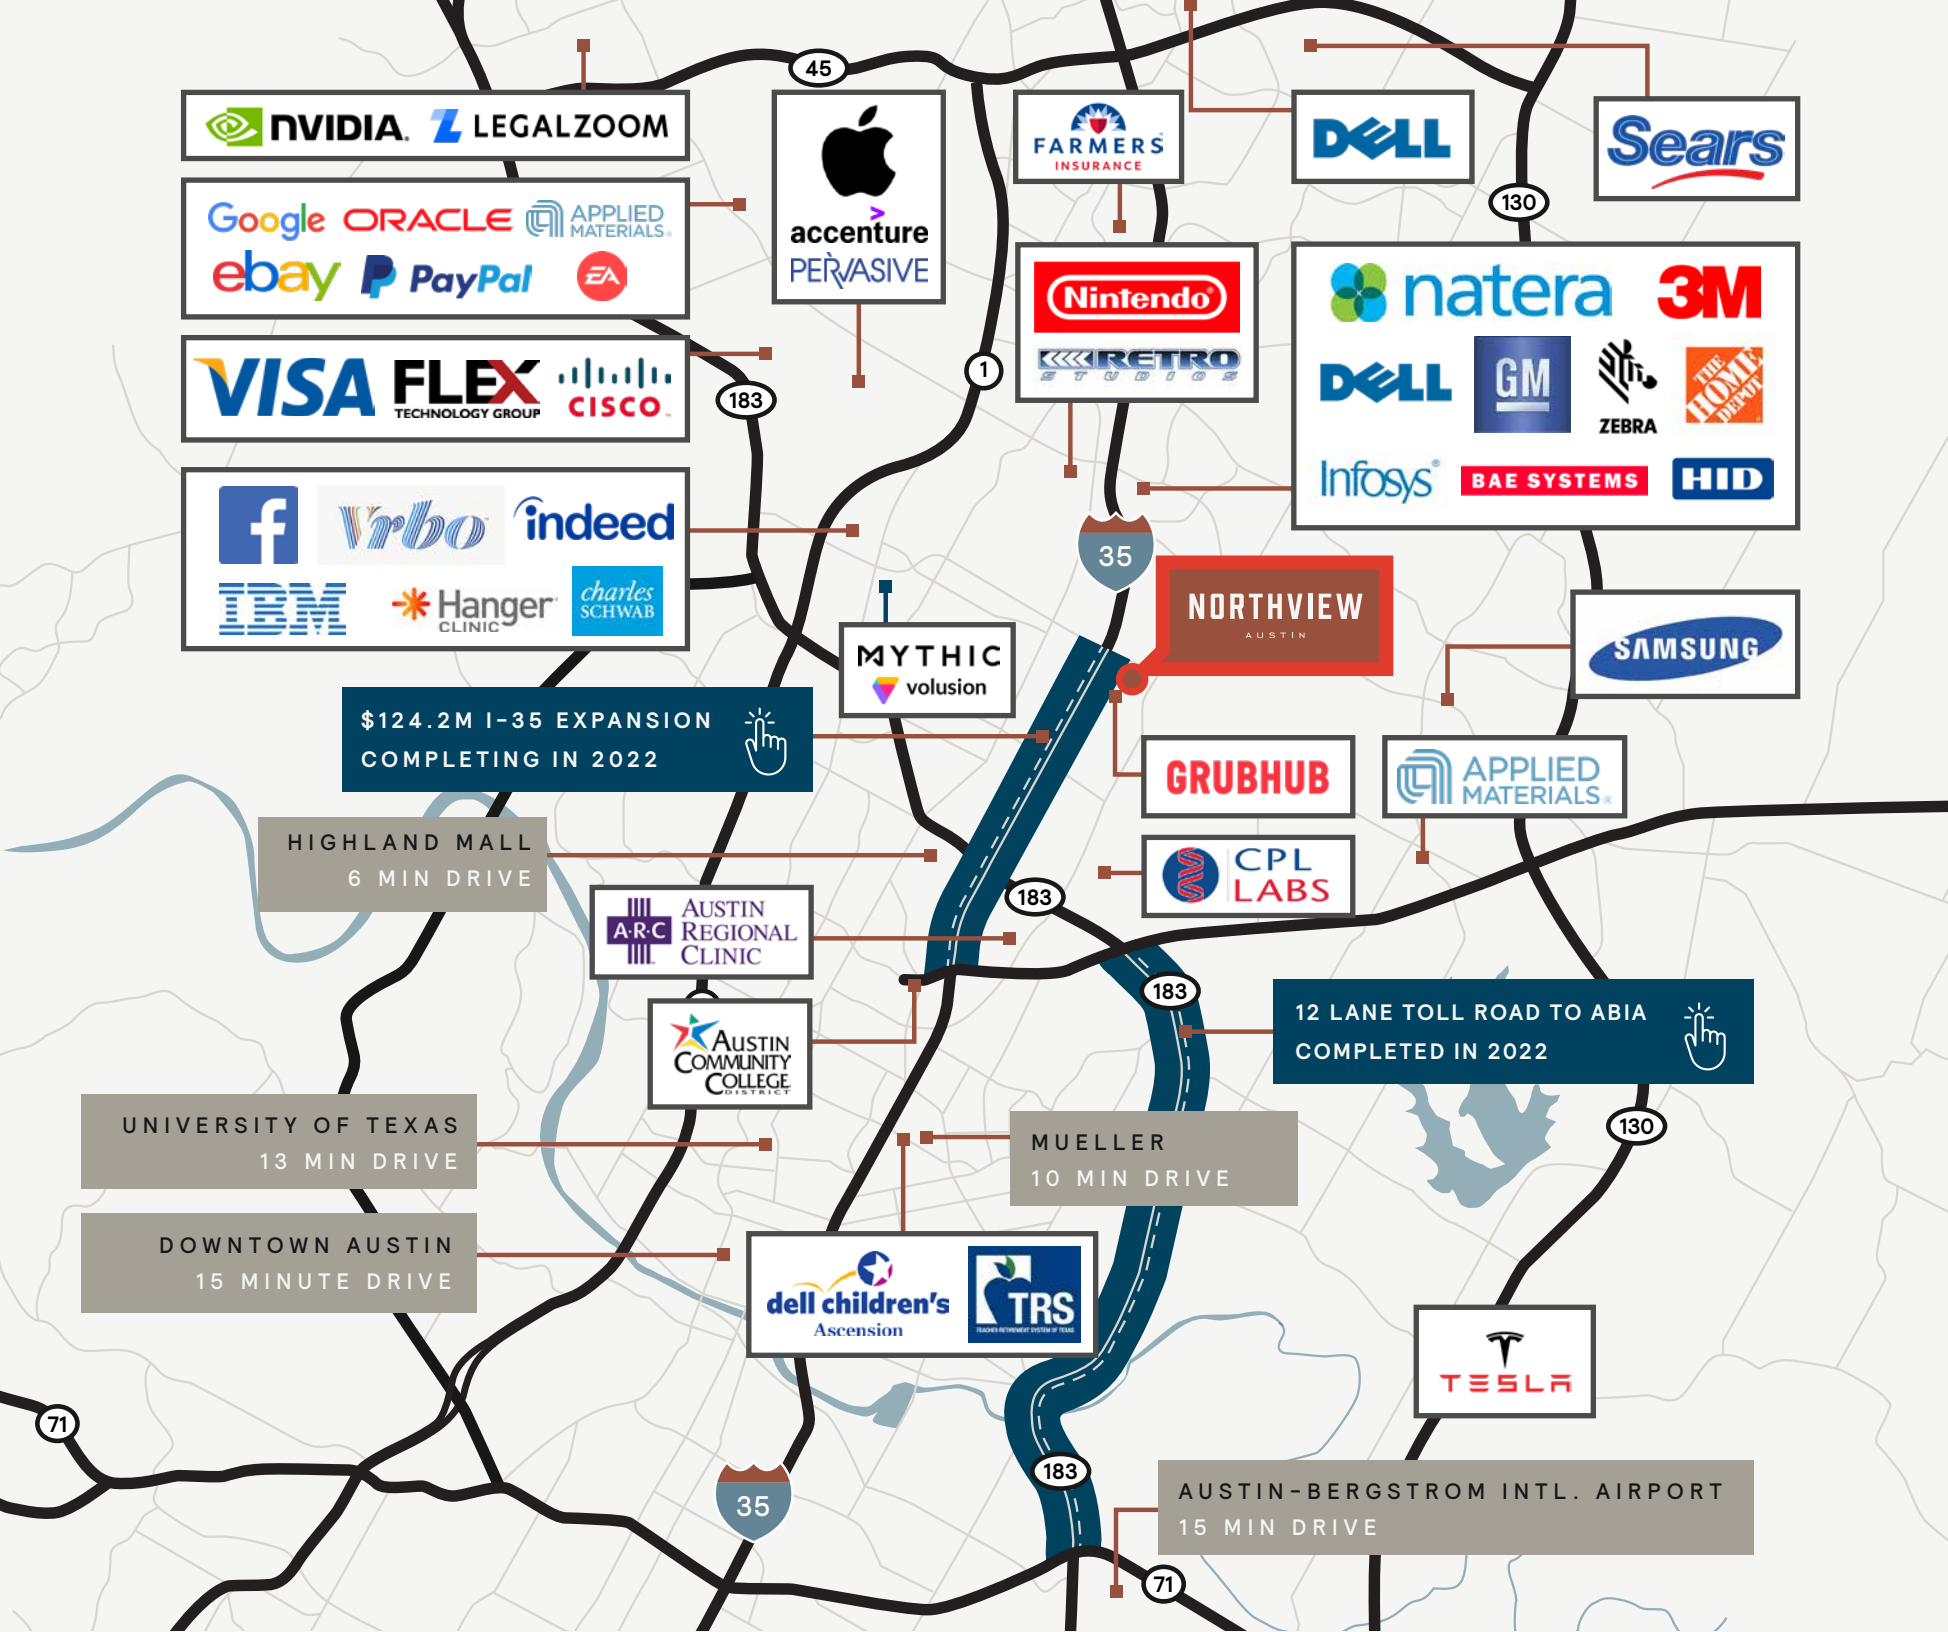 45
NVIDIA.
LEGALZOOM
FARMERS
INSURANCE
DELL
Sears
130
Google
ORACLE
APPLIED
MATERIALS
ebay
PayPal
EA
accenture
PERVASIVE
Nintendo
RETRO
STUDIOS
natera
3M
DELL
GM
ZEBRA
THE
HOME
DEPOT
Infosys
BAE SYSTEMS
HID
VISA
FLEX
TECHNOLOGY GROUP
CISCO
183
1
f
Vrbo
indeed
IBM
Hanger
CLINIC
charles
SCHWAB
35
NORTHVIEW
AUSTIN
MYTHIC
volusion
SAMSUNG
$124.2M I-35 EXPANSION
COMPLETING IN 2022
GRUBHUB
APPLIED
MATERIALS
HIGHLAND MALL
6 MIN DRIVE
CPL
LABS
183
A·R·C
AUSTIN
REGIONAL
CLINIC
183
12 LANE TOLL ROAD TO ABIA
COMPLETED IN 2022
AUSTIN
COMMUNITY
COLLEGE
DISTRICT
UNIVERSITY OF TEXAS
13 MIN DRIVE
MUELLER
10 MIN DRIVE
130
DOWNTOWN AUSTIN
15 MINUTE DRIVE
dell children's
Ascension
TRS
TEACHER RETIREMENT SYSTEM OF TEXAS
TESLA
71
183
35
AUSTIN-BERGSTROM INTL. AIRPORT
15 MIN DRIVE
71